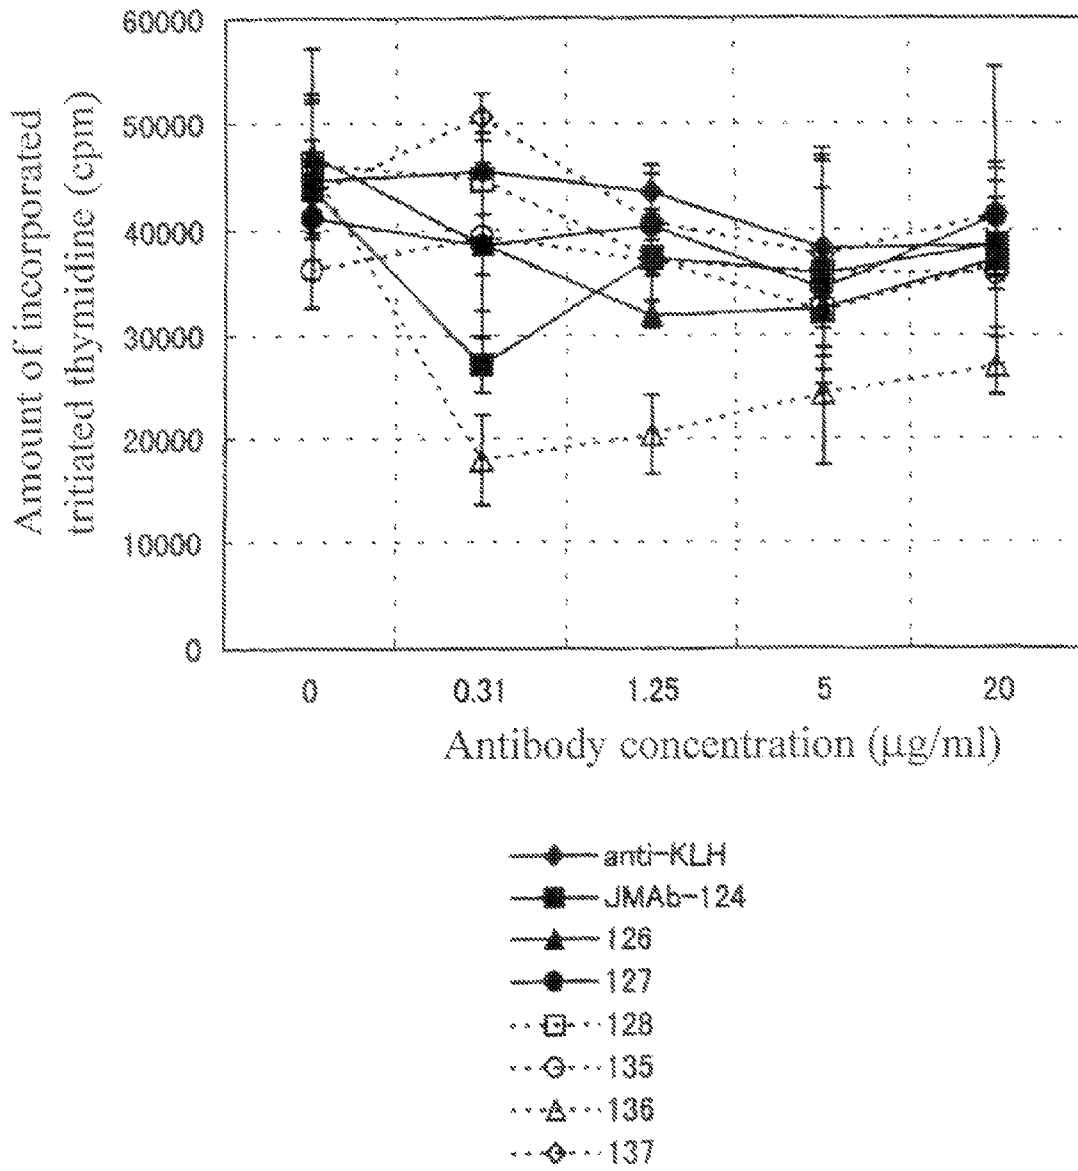 60000
50000
40000
30000
20000
10000
0
Amount of incorporated
tritiated thymidine (cpm)
0 0.31 1.25 5 20
Antibody concentration (µg/ml)
anti-KLH
JMAb-124
126
127
128
135
136
137